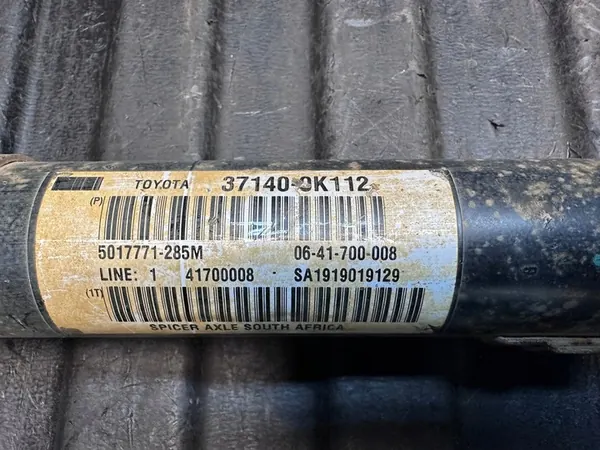 TOYOTA 37140-0K112
(P)
5017771-285M 06-41-700-008
LINE: 1 41700008 SA1919019129
(1T)
SPICER AXLE SOUTH AFRICA